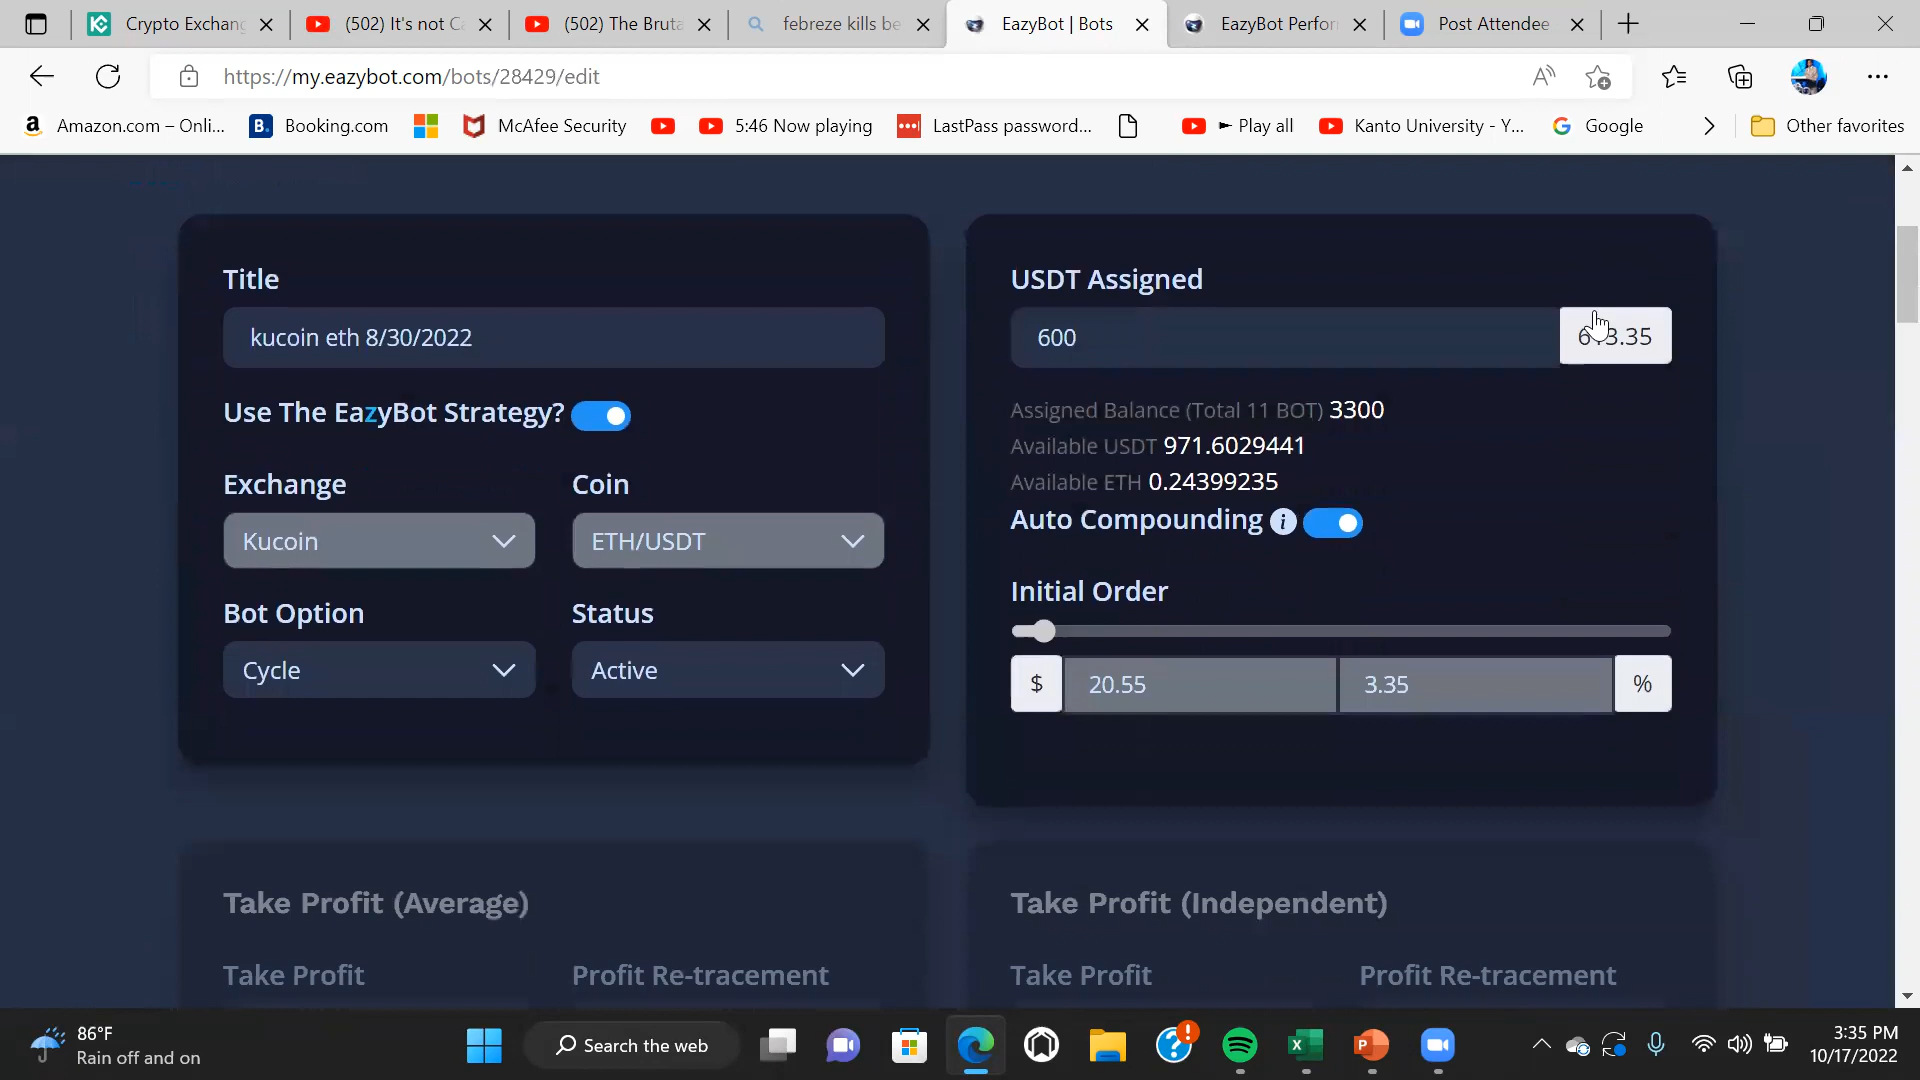 Crypto Exchang
(502) It's not Ca
(502) The Bruta
febreze kills be
EazyBot | Bots
EazyBot Perfor
Post Attendee
https://my.eazybot.com/bots/28429/edit
Amazon.com – Onli...
Booking.com
McAfee Security
5:46 Now playing
LastPass password...
► Play all
Kanto University - Y...
Google
Other favorites
Title
kucoin eth 8/30/2022
Use The EazyBot Strategy?
Exchange
Coin
Kucoin
ETH/USDT
Bot Option
Status
Cycle
Active
USDT Assigned
600
613.35
Assigned Balance (Total 11 BOT) 3300
Available USDT 971.6029441
Available ETH 0.24399235
Auto Compounding i
Initial Order
$ 20.55 3.35 %
Take Profit (Average)
Take Profit
Profit Re-tracement
Take Profit (Independent)
Take Profit
Profit Re-tracement
86°F
Rain off and on
Search the web
3:35 PM
10/17/2022